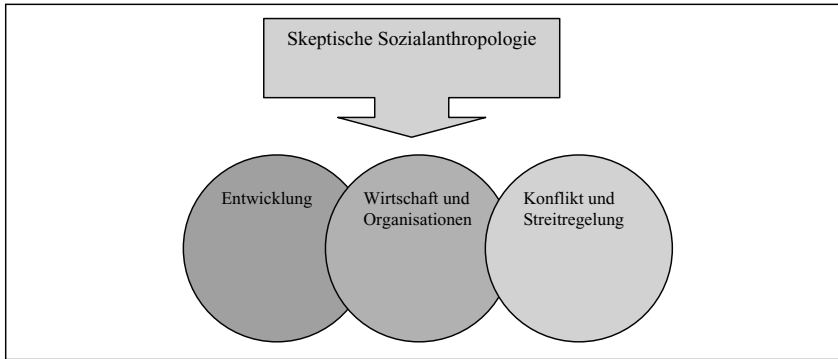 Skeptische Sozialanthropologie
Entwicklung
Wirtschaft und
Organisationen
Konflikt und
Streitregelung